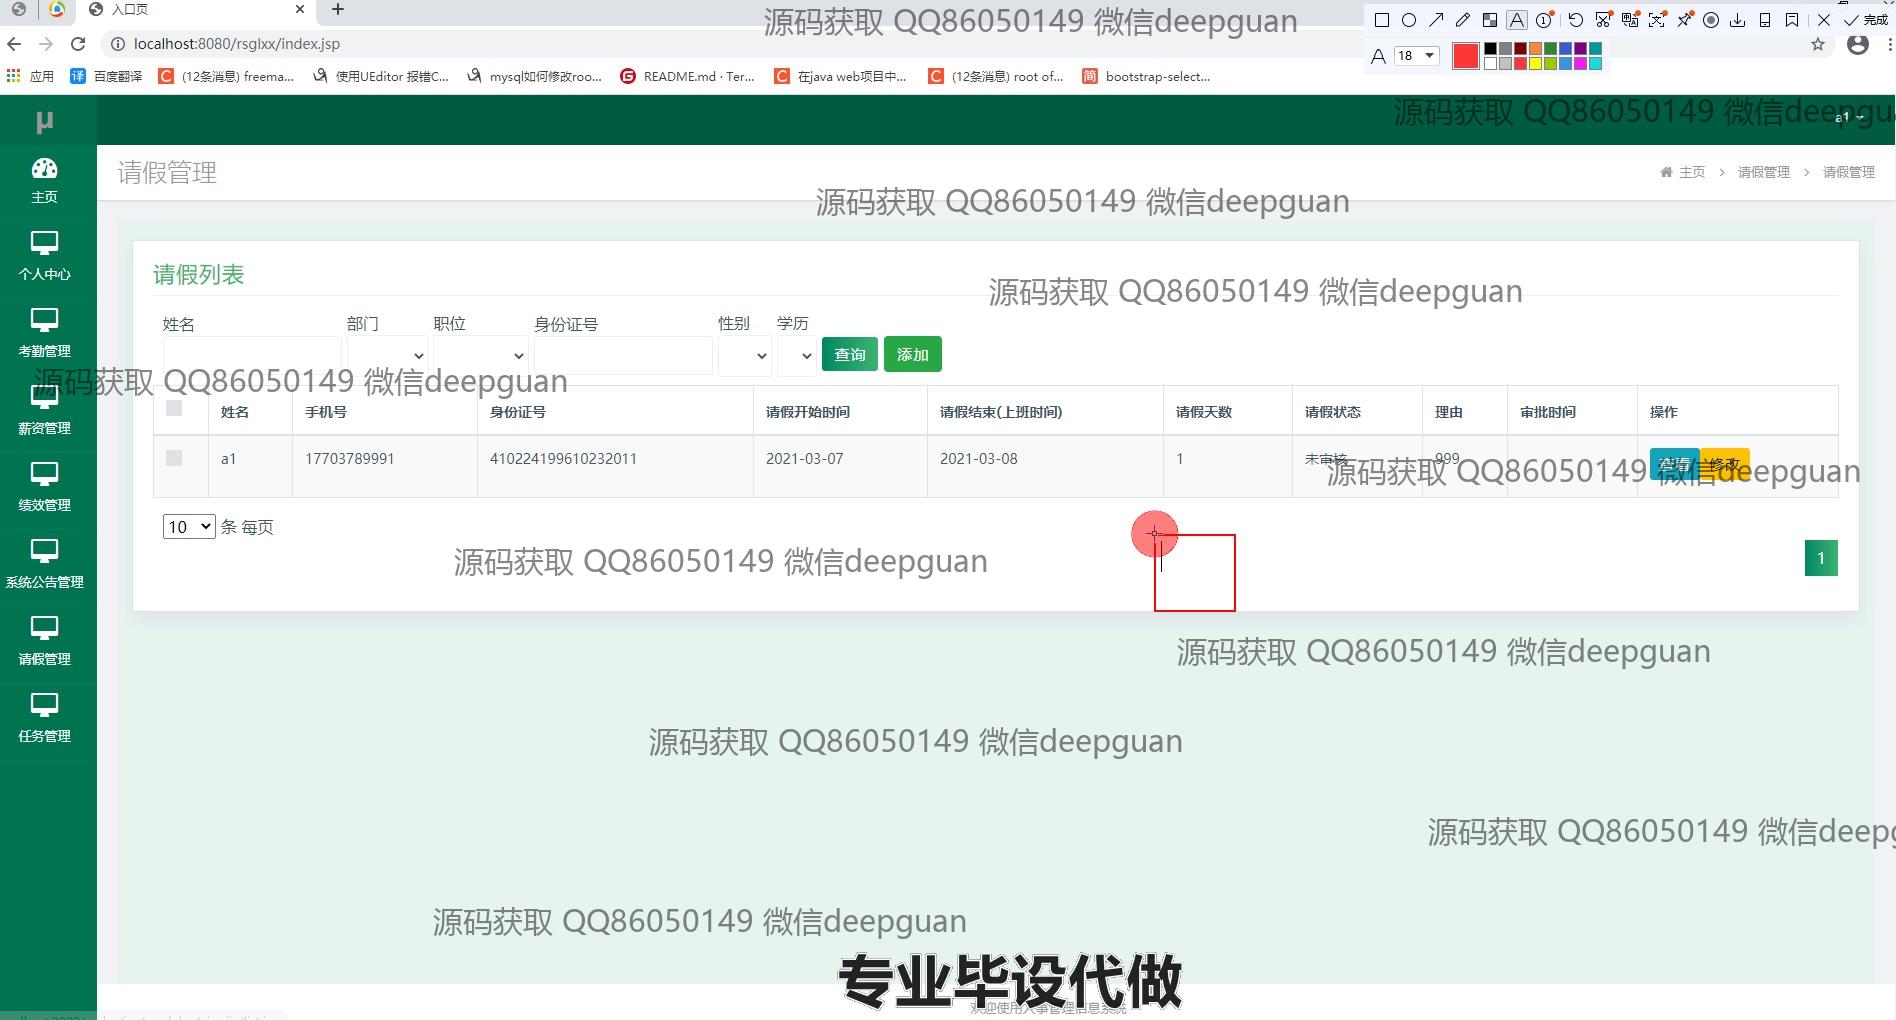 入口页
源码获取 QQ86050149 微信deepguan
完成
localhost:8080/rsglxx/index.jsp
A 18
应用 百度翻译 (12条消息) freema... 使用UEditor 报错C... mysql如何修改roo... README.md · Ter... 在java web项目中... (12条消息) root of... bootstrap-select...
源码获取 QQ86050149 微信deepgu
μ
a1
请假管理
主页 > 请假管理 > 请假管理
主页
源码获取 QQ86050149 微信deepguan
个人中心
请假列表
源码获取 QQ86050149 微信deepguan
姓名 部门 职位 身份证号 性别 学历
考勤管理
查询 添加
源码获取 QQ86050149 微信deepguan
姓名 手机号 身份证号 请假开始时间 请假结束(上班时间) 请假天数 请假状态 理由 审批时间 操作
薪资管理
a1 17703789991 410224199610232011 2021-03-07 2021-03-08 1 未审核 999 查看 修改
源码获取 QQ86050149 微信deepguan
绩效管理
10 条 每页
源码获取 QQ86050149 微信deepguan
1
系统公告管理
源码获取 QQ86050149 微信deepguan
请假管理
任务管理
源码获取 QQ86050149 微信deepguan
源码获取 QQ86050149 微信deep
源码获取 QQ86050149 微信deepguan
专业毕设代做
欢迎使用人事管理信息系统